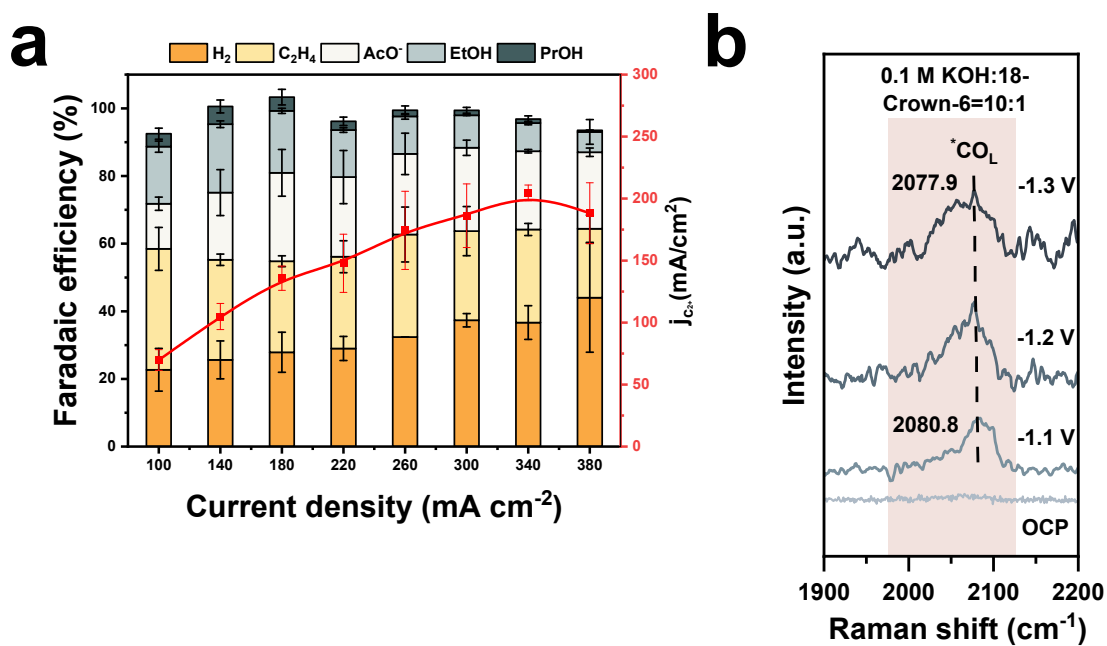 a
H₂ C₂H₄ AcO⁻ EtOH PrOH
Faradaic efficiency (%)
100
80
60
40
20
0
300
250
200
150
100
50
0
j_C₂₊(mA/cm²)
100 140 180 220 260 300 340 380
Current density (mA cm⁻²)
b
0.1 M KOH:18-
Crown-6=10:1
*CO_L
2077.9
-1.3 V
-1.2 V
2080.8
-1.1 V
OCP
Intensity (a.u.)
1900 2000 2100 2200
Raman shift (cm⁻¹)